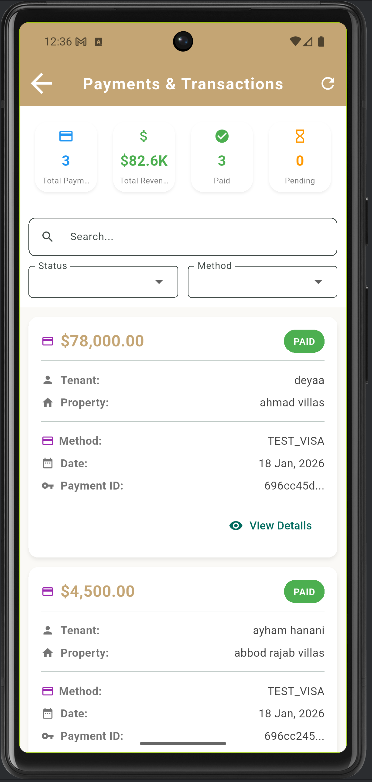 12:36
Payments & Transactions
3 $82.6K 3 0
Total Paym... Total Reven... Paid Pending
Search...
Status Method
$78,000.00 PAID
Tenant: deyaa
Property: ahmad villas
Method: TEST_VISA
Date: 18 Jan, 2026
Payment ID: 696cc45d...
View Details
$4,500.00 PAID
Tenant: ayham hanani
Property: abbod rajab villas
Method: TEST_VISA
Date: 18 Jan, 2026
Payment ID: 696cc245...